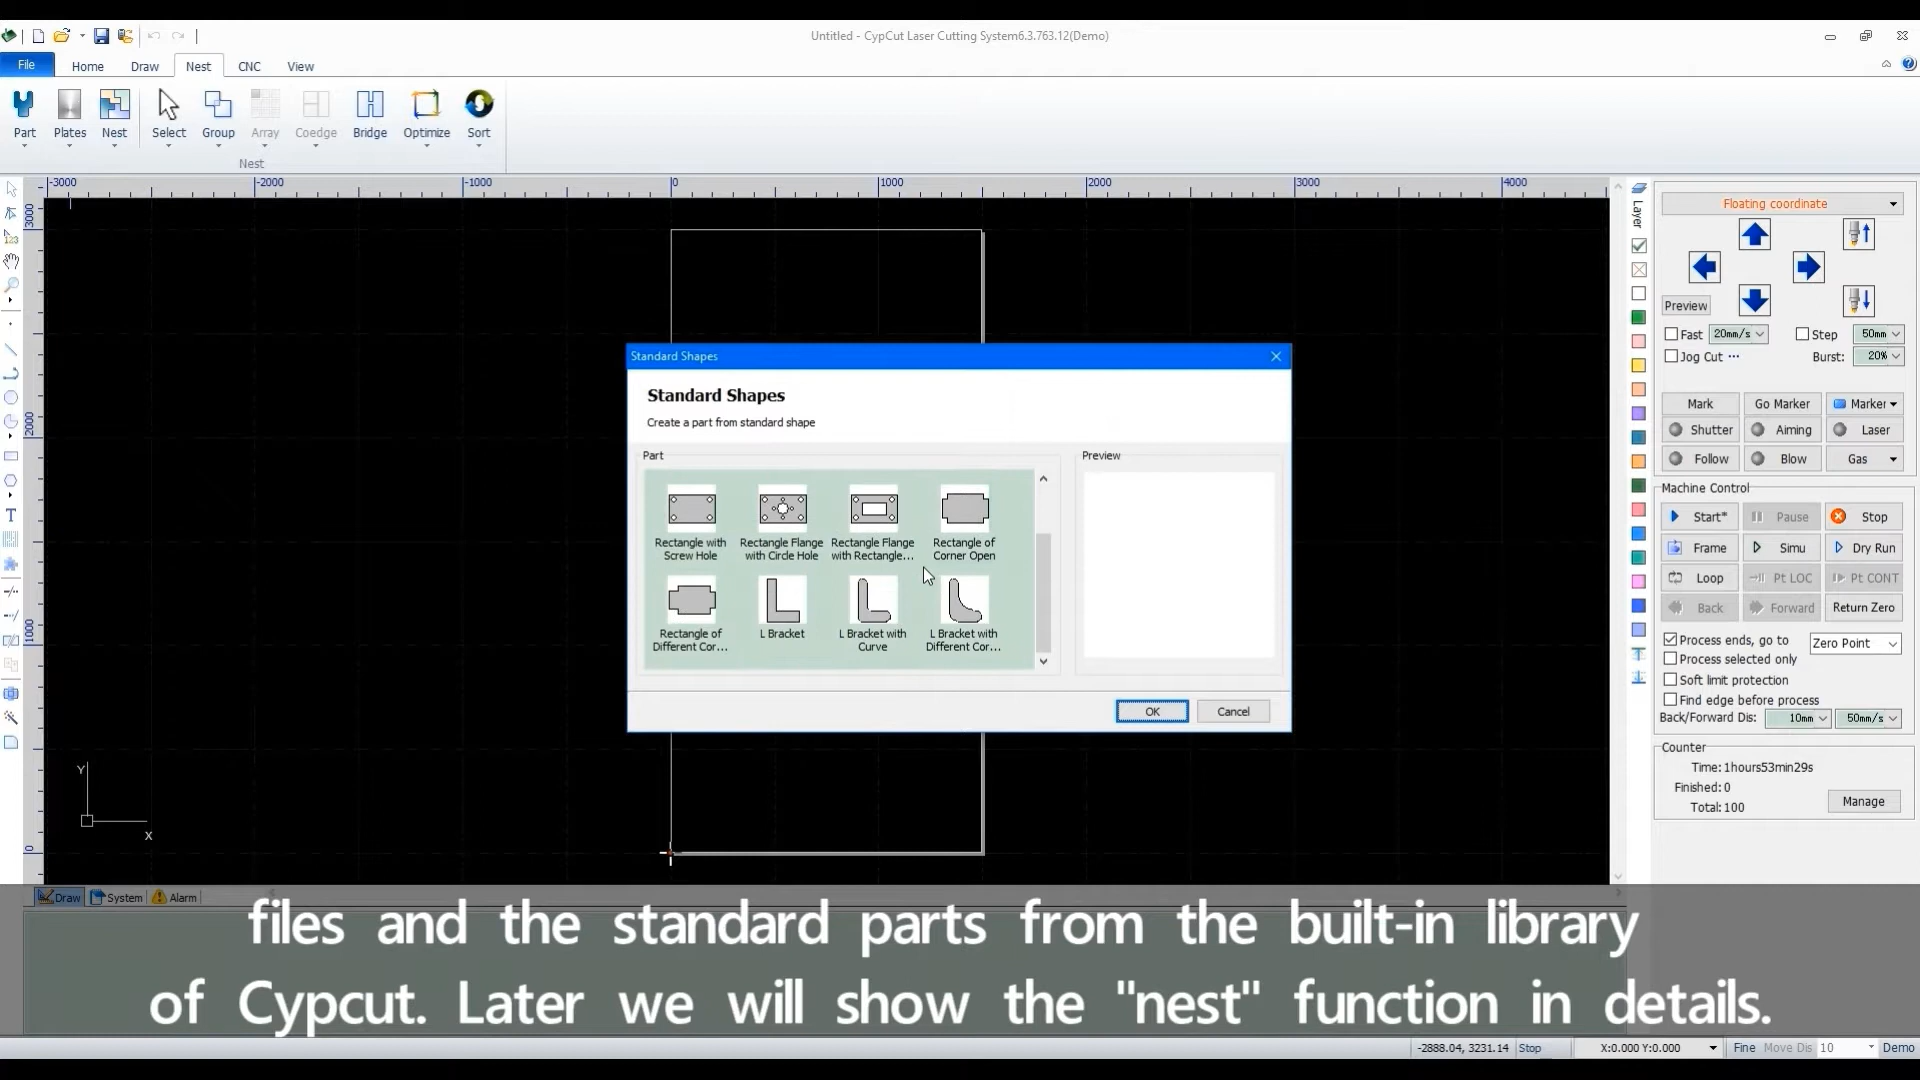 Untitled - CypCut Laser Cutting System6.3.763.12(Demo)
File Home Draw Nest CNC View
Part Plates Nest Select Group Array Coedge Bridge Optimize Sort
Nest
-3000 -2000 -1000 0 1000 2000 3000 4000
3000
2000
1000
0
123
Layer
Floating coordinate
Preview
Fast 20mm/s Step 50mm
Jog Cut ... Burst: 20%
Mark Go Marker Marker
Shutter Aiming Laser
Follow Blow Gas
Machine Control
Start* Pause Stop
Frame Simu Dry Run
Loop Pt LOC Pt CONT
Back Forward Return Zero
Process ends, go to Zero Point
Process selected only
Soft limit protection
Find edge before process
Back/Forward Dis: 10mm 50mm/s
Counter
Time: 1hours53min29s
Finished: 0
Total: 100 Manage
Standard Shapes
Standard Shapes
Create a part from standard shape
Part Preview
Rectangle with Screw Hole
Rectangle Flange with Circle Hole
Rectangle Flange with Rectangle...
Rectangle of Corner Open
Rectangle of Different Cor...
L Bracket
L Bracket with Curve
L Bracket with Different Cor...
OK Cancel
Y
X
Draw System Alarm
files and the standard parts from the built-in library
of Cypcut. Later we will show the "nest" function in details.
-2888.04, 3231.14 Stop X:0.000 Y:0.000 Fine Move Dis 10 Demo